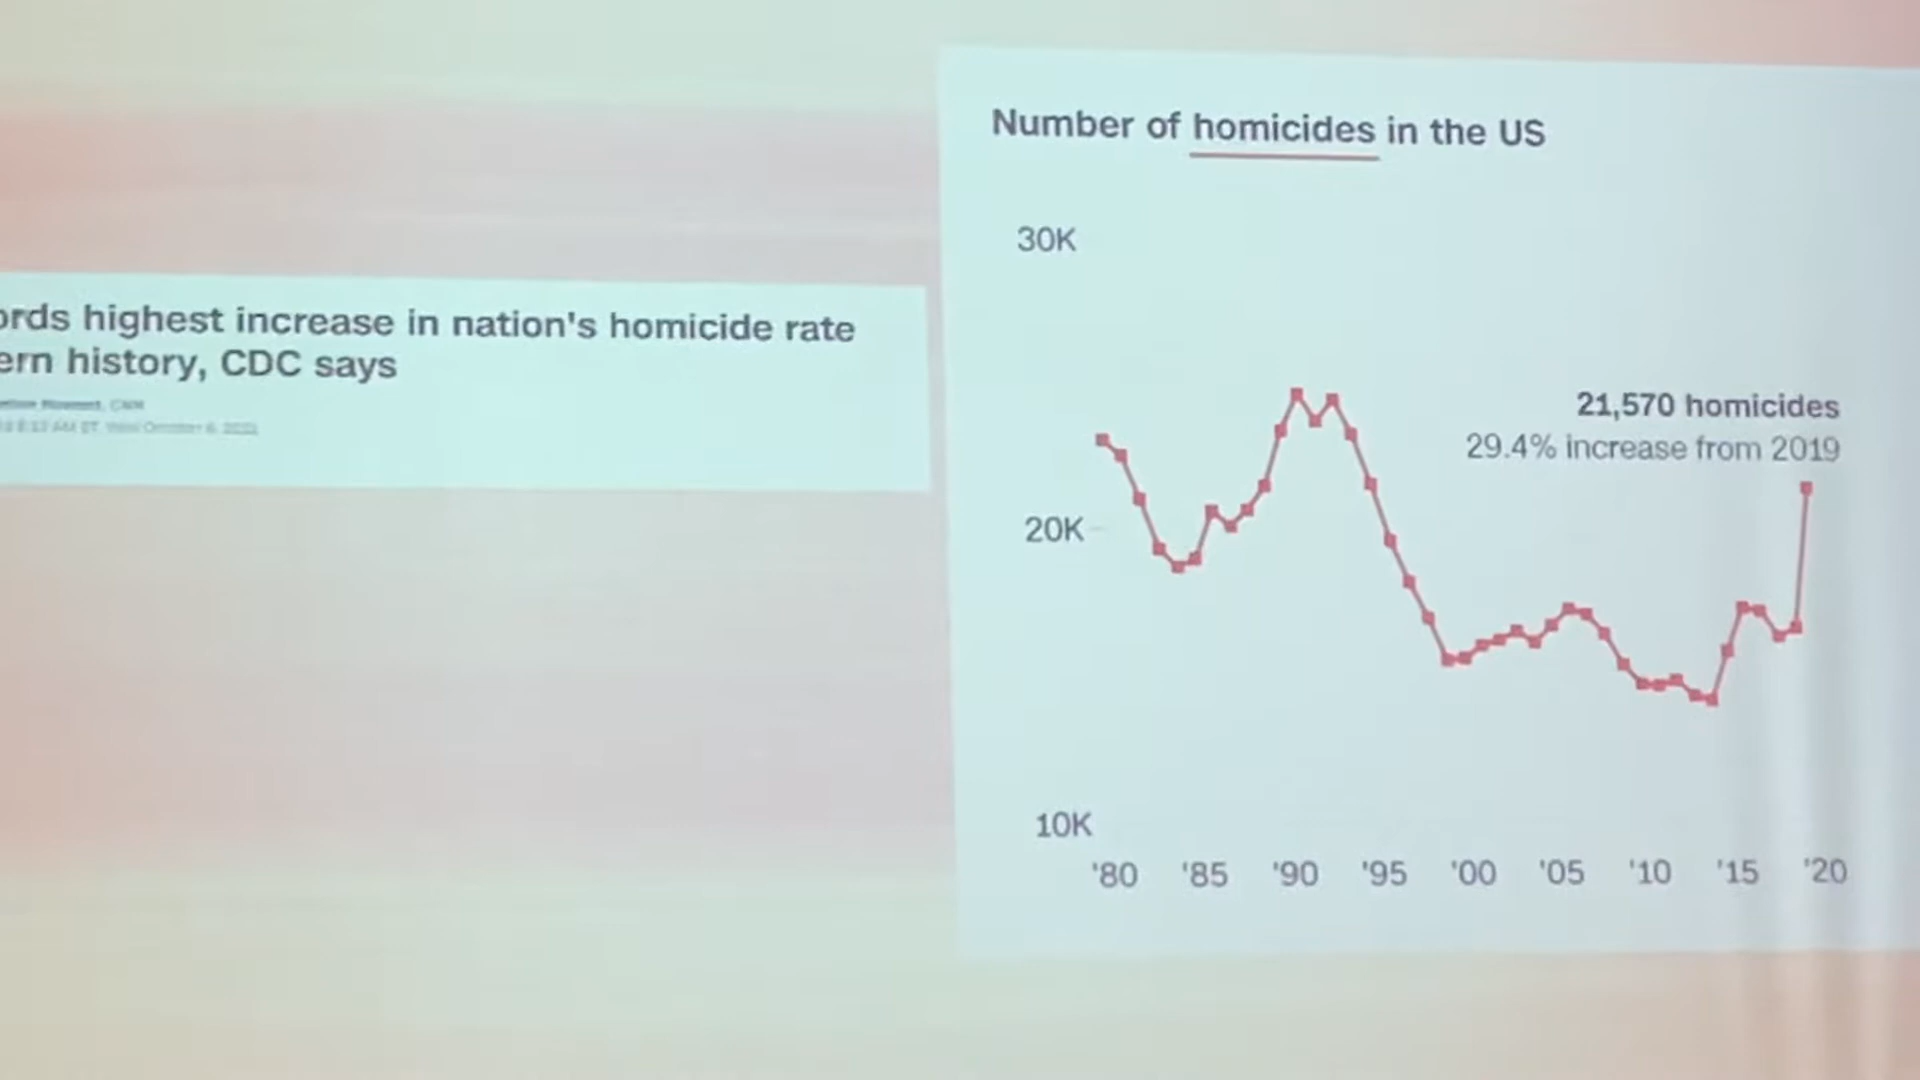 ords highest increase in nation's homicide rate
ern history, CDC says
Number of homicides in the US
30K
21,570 homicides
29.4% increase from 2019
20K
10K
'80 '85 '90 '95 '00 '05 '10 '15 '20